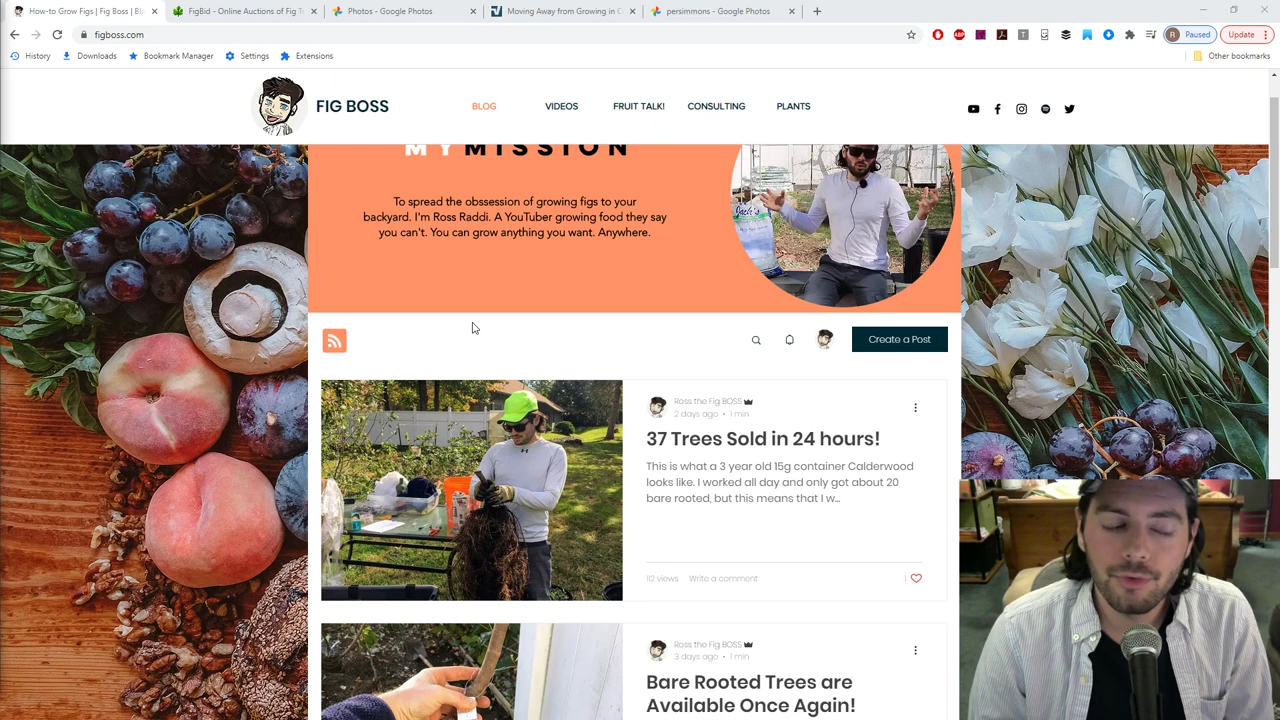 How-to Grow Figs | Fig Boss | Blo
FigBid - Online Auctions of Fig T
Photos - Google Photos
Moving Away from Growing in C
persimmons - Google Photos
figboss.com
Paused
Update
History
Downloads
Bookmark Manager
Settings
Extensions
Other bookmarks
FIG BOSS
BLOG
VIDEOS
FRUIT TALK!
CONSULTING
PLANTS
MY MISSION
To spread the obssession of growing figs to your
backyard. I'm Ross Raddi. A YouTuber growing food they say
you can't. You can grow anything you want. Anywhere.
Create a Post
Ross the Fig BOSS
2 days ago · 1 min
37 Trees Sold in 24 hours!
This is what a 3 year old 15g container Calderwood
looks like. I worked all day and only got about 20
bare rooted, but this means that I w...
112 views
Write a comment
1
Ross the Fig BOSS
3 days ago · 1 min
Bare Rooted Trees are
Available Once Again!